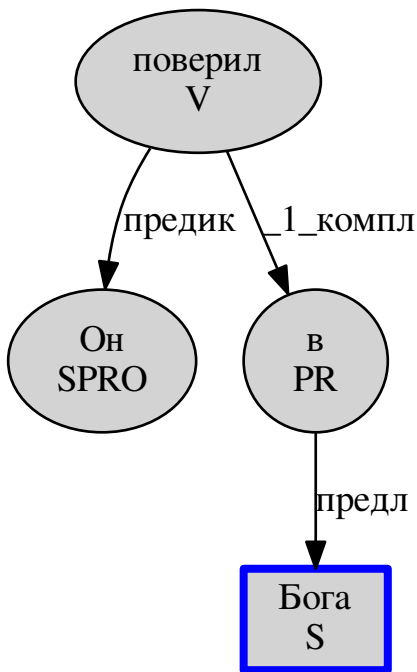 поверил
V
предик
_1_компл
Он
SPRO
в
PR
предл
Бога
S